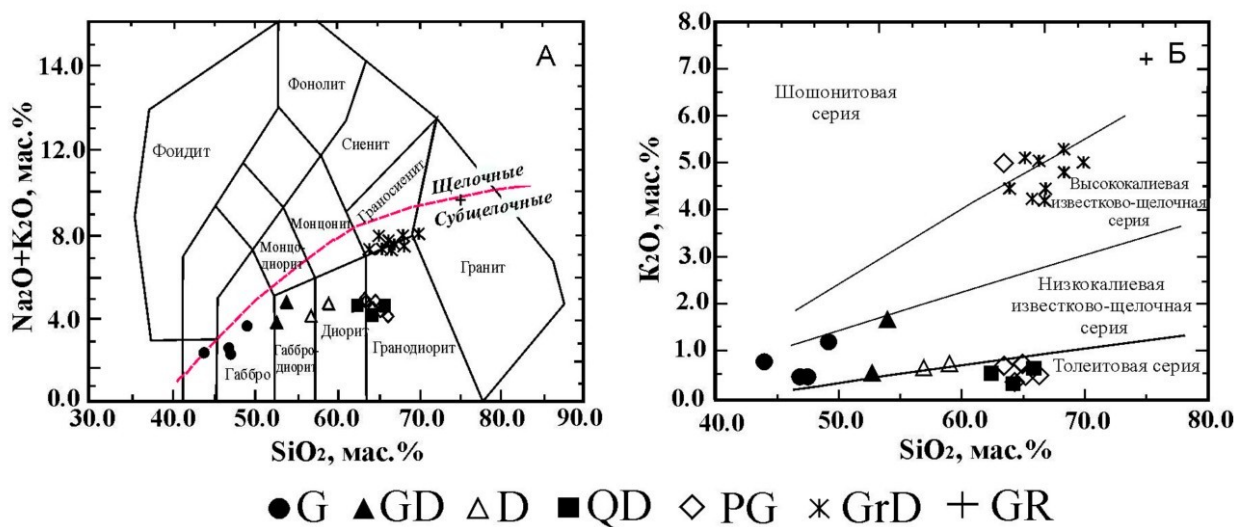 А
Na₂O+K₂O, мас.%
14.0
12.0
8.0
4.0
0.0
Фоидит
Фонолит
Сиенит
Граносиенит
Щелочные
Субщелочные
Монцонит
Монцо-
диорит
Гранит
Диорит
Габбро-
диорит
Гранодиорит
Габбро
30.0 40.0 50.0 60.0 70.0 80.0 90.0
SiO₂, мас.%
Б
K₂O, мас.%
8.0
7.0
6.0
5.0
4.0
3.0
2.0
1.0
0.0
Шошонитовая
серия
Высококалиевая
известково-щелочная
серия
Низкокалиевая
известково-щелочная
серия
Толеитовая серия
40.0 50.0 60.0 70.0 80.0
SiO₂, мас.%
G GD D QD PG GrD GR